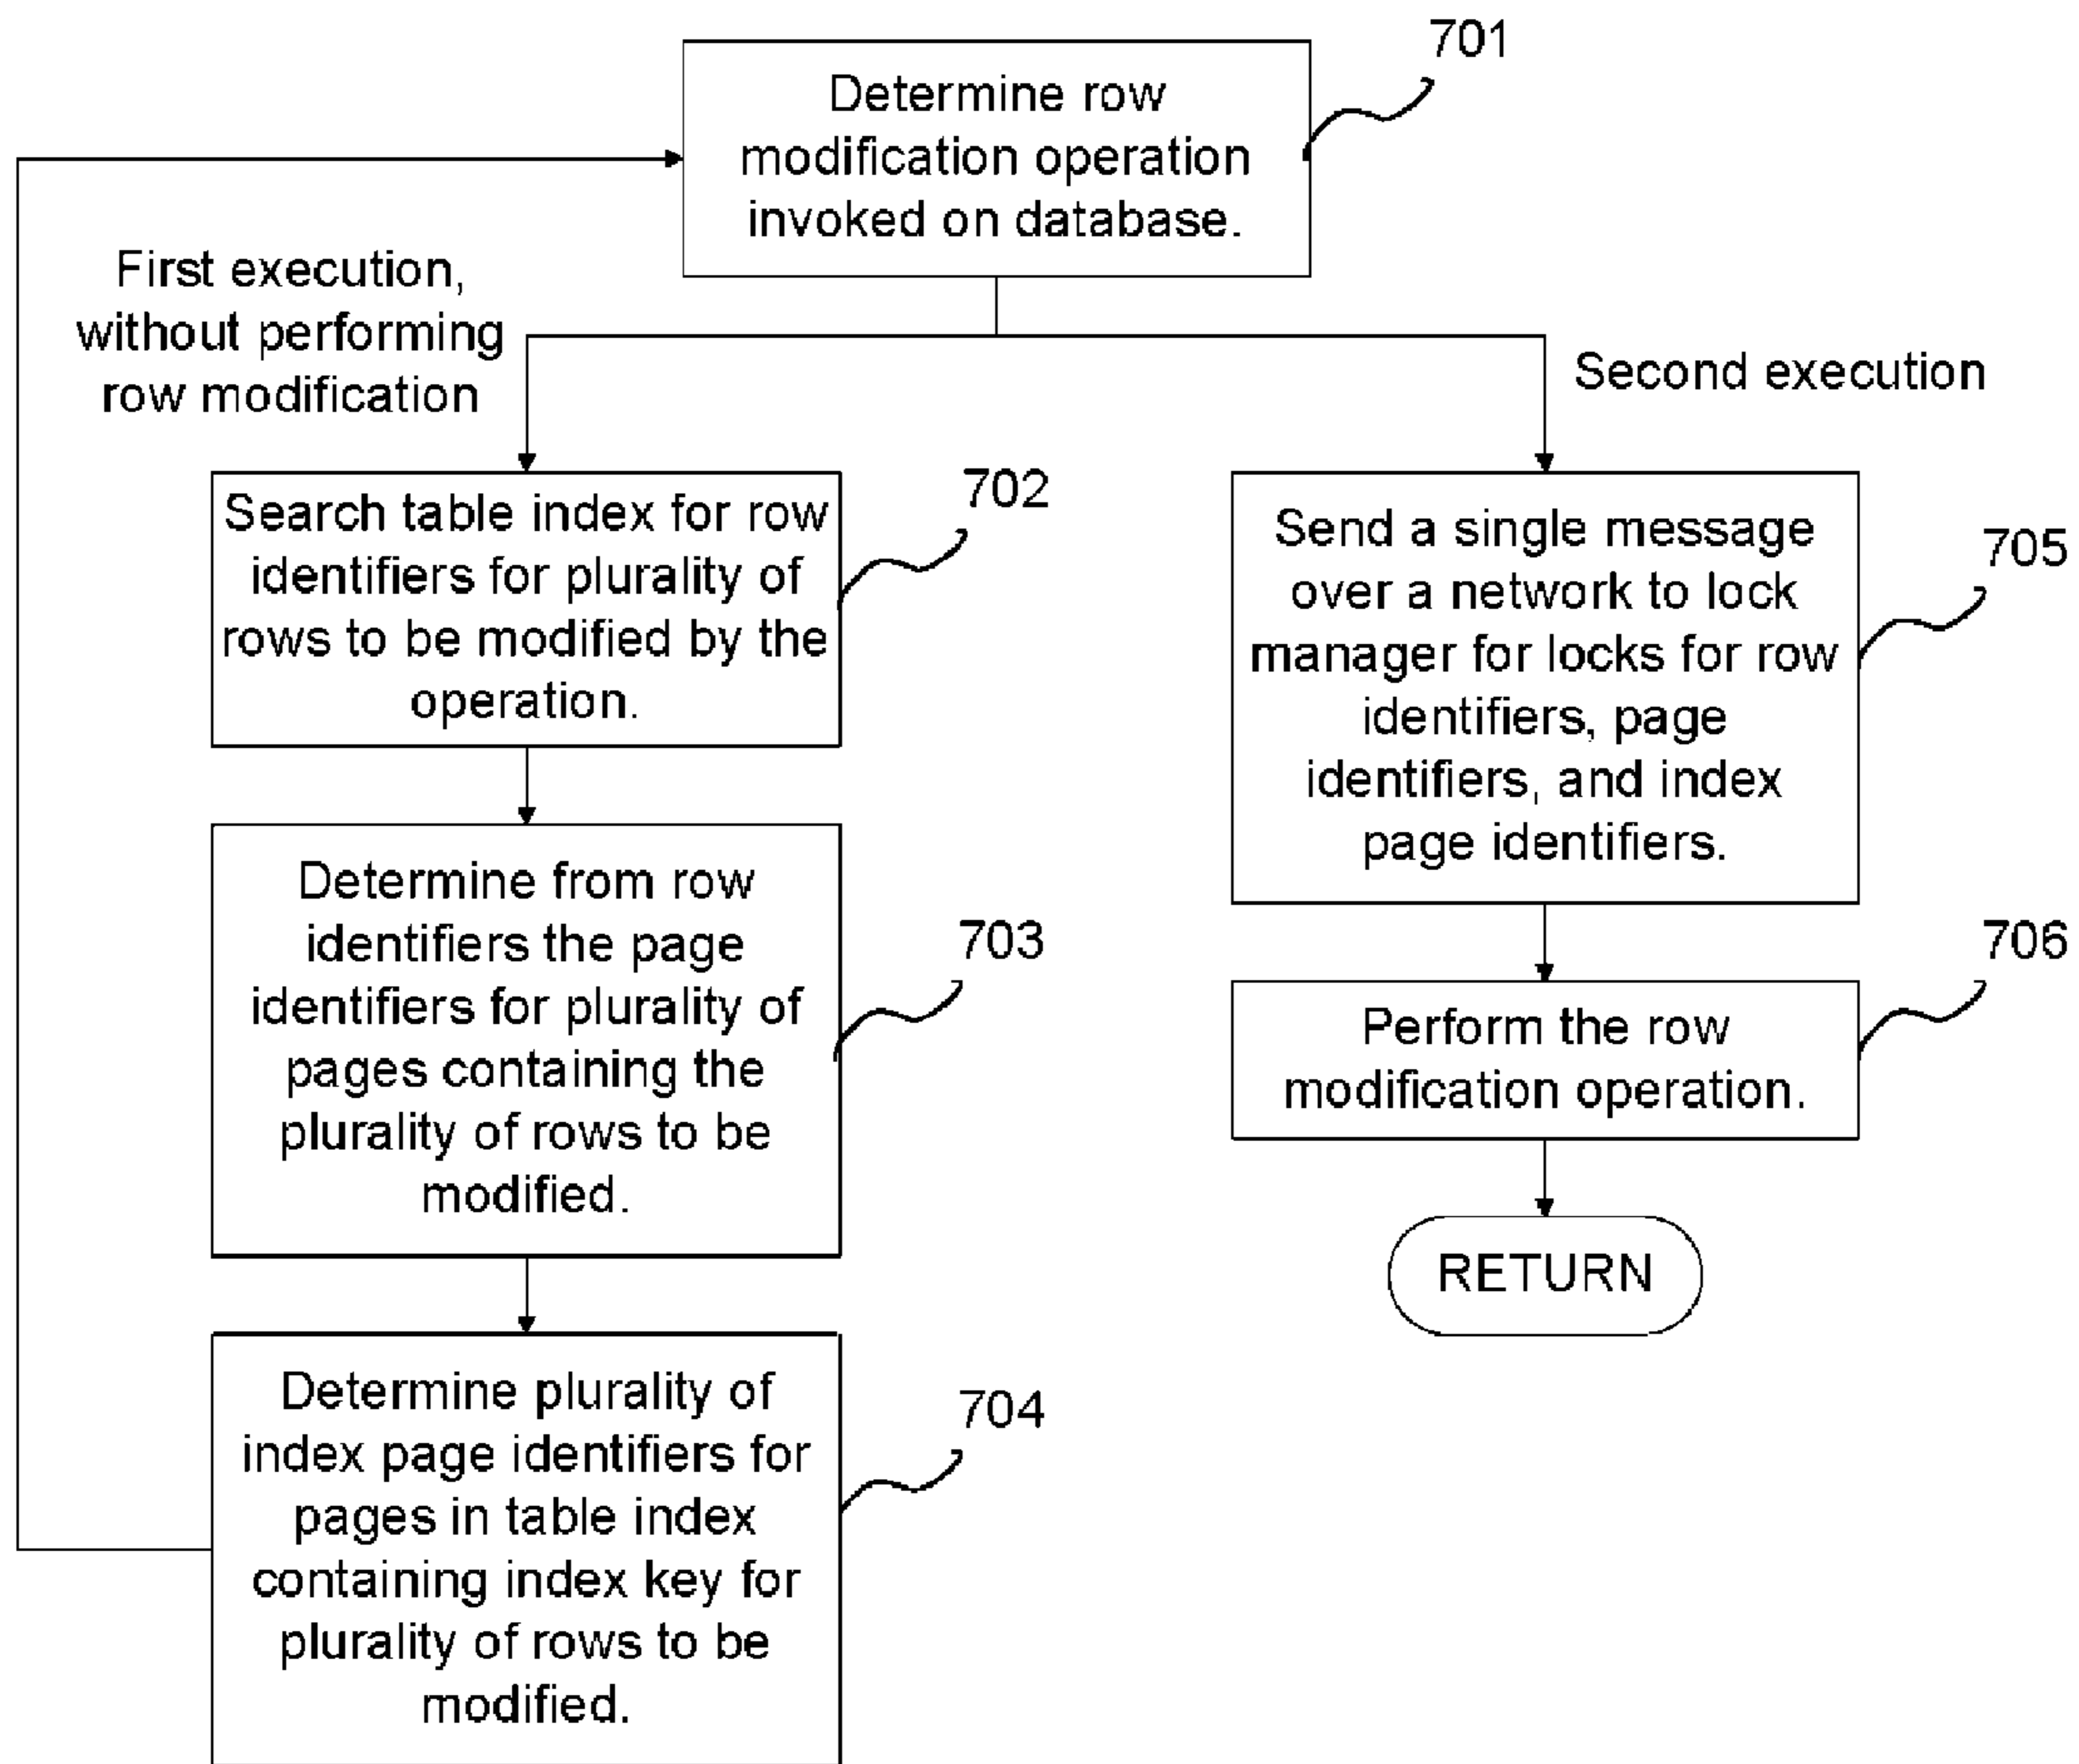 701
Determine row
modification operation
invoked on database.
First execution,
without performing
row modification
Second execution
702
Search table index for row
identifiers for plurality of
rows to be modified by the
operation.
703
Determine from row
identifiers the page
identifiers for plurality of
pages containing the
plurality of rows to be
modified.
704
Determine plurality of
index page identifiers for
pages in table index
containing index key for
plurality of rows to be
modified.
705
Send a single message
over a network to lock
manager for locks for row
identifiers, page
identifiers, and index
page identifiers.
706
Perform the row
modification operation.
RETURN